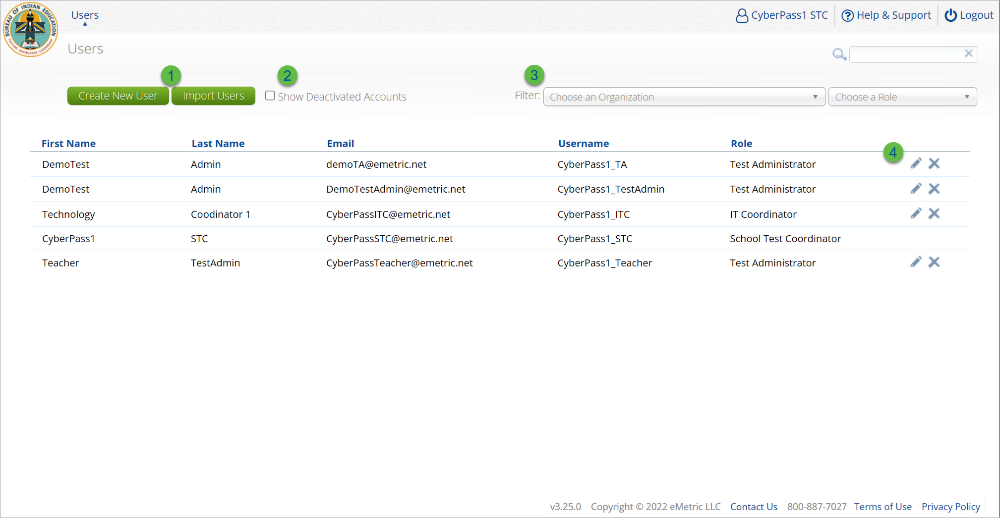 BUREAU OF INDIAN EDUCATION
CULTURE • KNOWLEDGE • LEADERSHIP
Users
CyberPass1 STC
Help & Support
Logout
Users
1
2
3
Create New User
Import Users
Show Deactivated Accounts
Filter:
Choose an Organization
Choose a Role
First Name Last Name Email Username Role
4
DemoTest Admin demoTA@emetric.net CyberPass1_TA Test Administrator
DemoTest Admin DemoTestAdmin@emetric.net CyberPass1_TestAdmin Test Administrator
Technology Coodinator 1 CyberPassITC@emetric.net CyberPass1_ITC IT Coordinator
CyberPass1 STC CyberPassSTC@emetric.net CyberPass1_STC School Test Coordinator
Teacher TestAdmin CyberPassTeacher@emetric.net CyberPass1_Teacher Test Administrator
v3.25.0 Copyright © 2022 eMetric LLC Contact Us 800-887-7027 Terms of Use Privacy Policy